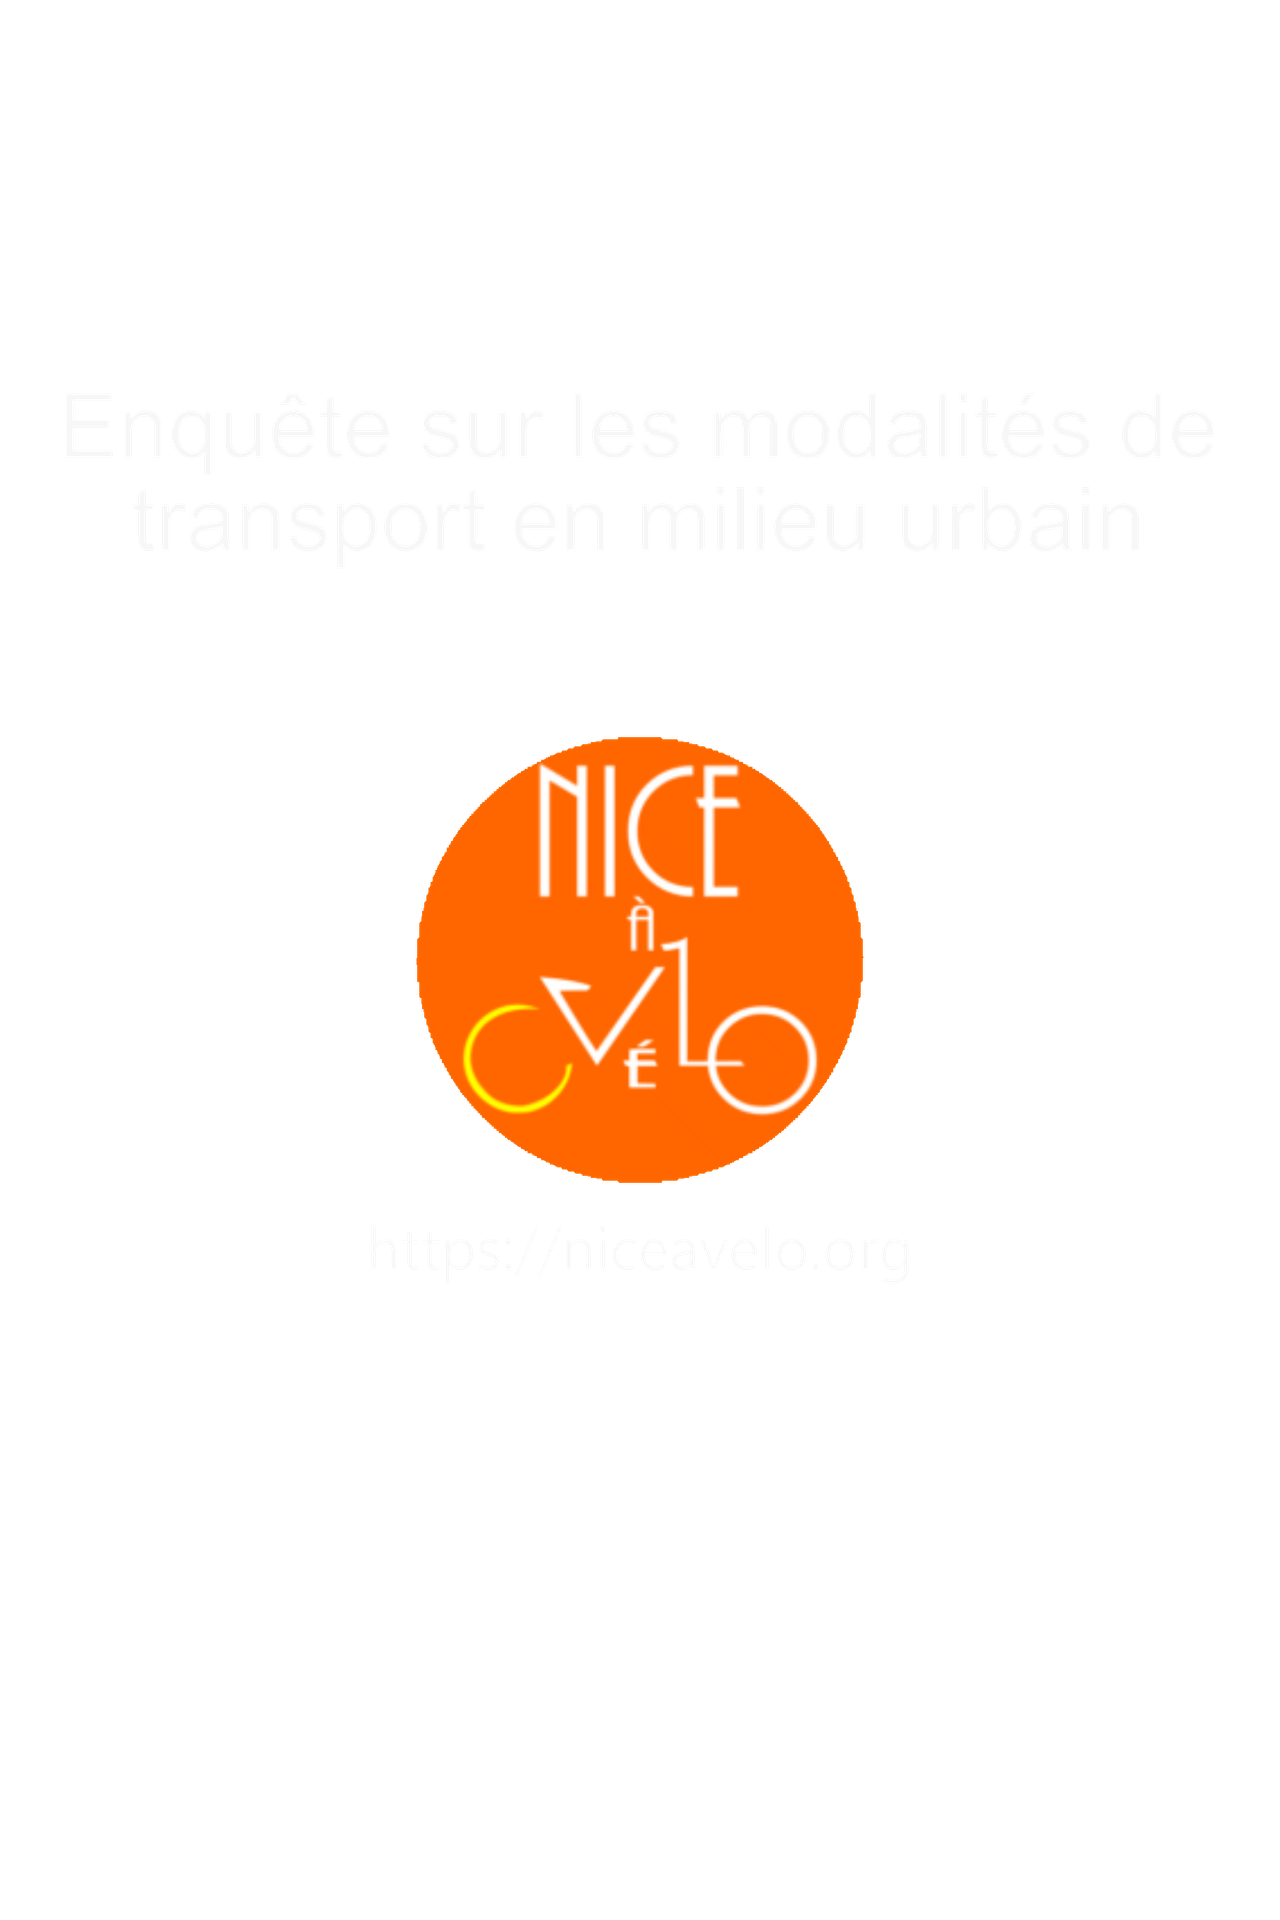 Enquête sur les modalités de
transport en milieu urbain
NICE
à
VÉLO
https://niceavelo.org